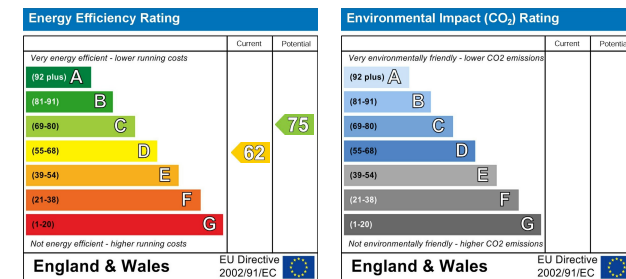 Energy Efficiency Rating
Current Potential
Very energy efficient - lower running costs
(92 plus) A
(81-91) B
(69-80) C
75
(55-68) D
62
(39-54) E
(21-38) F
(1-20) G
Not energy efficient - higher running costs
England & Wales
EU Directive
2002/91/EC
Environmental Impact (CO₂) Rating
Current Potential
Very environmentally friendly - lower CO2 emissions
(92 plus) A
(81-91) B
(69-80) C
(55-68) D
(39-54) E
(21-38) F
(1-20) G
Not environmentally friendly - higher CO2 emissions
England & Wales
EU Directive
2002/91/EC